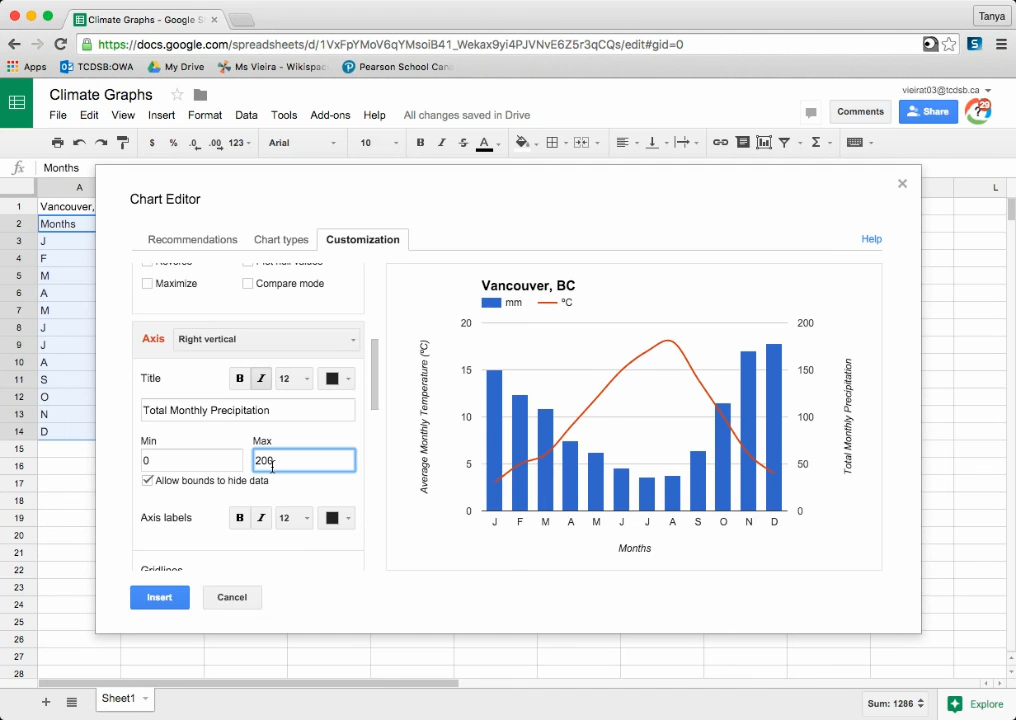 Climate Graphs - Google S
Tanya
https://docs.google.com/spreadsheets/d/1VxFpYMoV6qYMsoiB41_Wekax9yi4PJVNvE6Z5r3qCQs/edit#gid=0
Apps TCDSB:OWA My Drive Ms Vieira - Wikispac Pearson School Cana
Climate Graphs
vieirat03@tcdsb.ca
File Edit View Insert Format Data Tools Add-ons Help All changes saved in Drive
Comments Share 29
$ % .0 .00 123 Arial 10 B I S A
fx Months
A L
1 Vancouver,
2 Months
3 J
4 F
5 M
6 A
7 M
8 J
9 J
10 A
11 S
12 O
13 N
14 D
15
16
17
18
19
20
21
22
23
24
25
26
27
28
Chart Editor
Recommendations Chart types Customization Help
Reverse Plot null values
Maximize Compare mode
Axis Right vertical
Title B I 12
Total Monthly Precipitation
Min Max
0 200
Allow bounds to hide data
Axis labels B I 12
Gridlines
Insert Cancel
Vancouver, BC
mm ºC
20 200
15 150
10 100
5 50
0 0
Average Monthly Temperature (ºC)
Total Monthly Precipitation
J F M A M J J A S O N D
Months
Sheet1 Sum: 1286 Explore